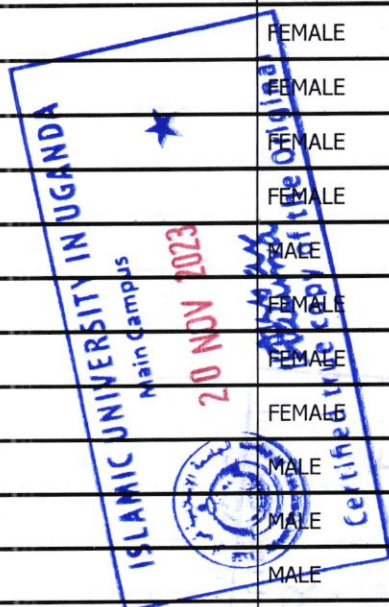 FEMALE
FEMALE
FEMALE
FEMALE
MALE
FEMALE
FEMALE
FEMALE
MALE
MALE
MALE
ISLAMIC UNIVERSITY IN UGANDA
Main Campus
20 NOV 2023
Certified true copy of the Original